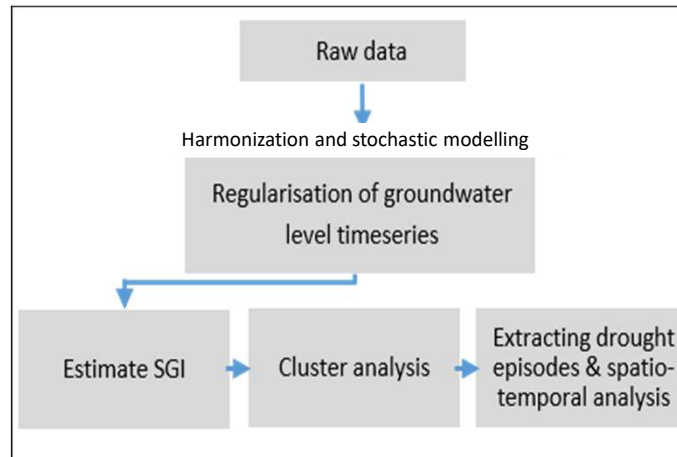 Raw data
Harmonization and stochastic modelling
Regularisation of groundwater
level timeseries
Estimate SGI
Cluster analysis
Extracting drought
episodes & spatio-
temporal analysis